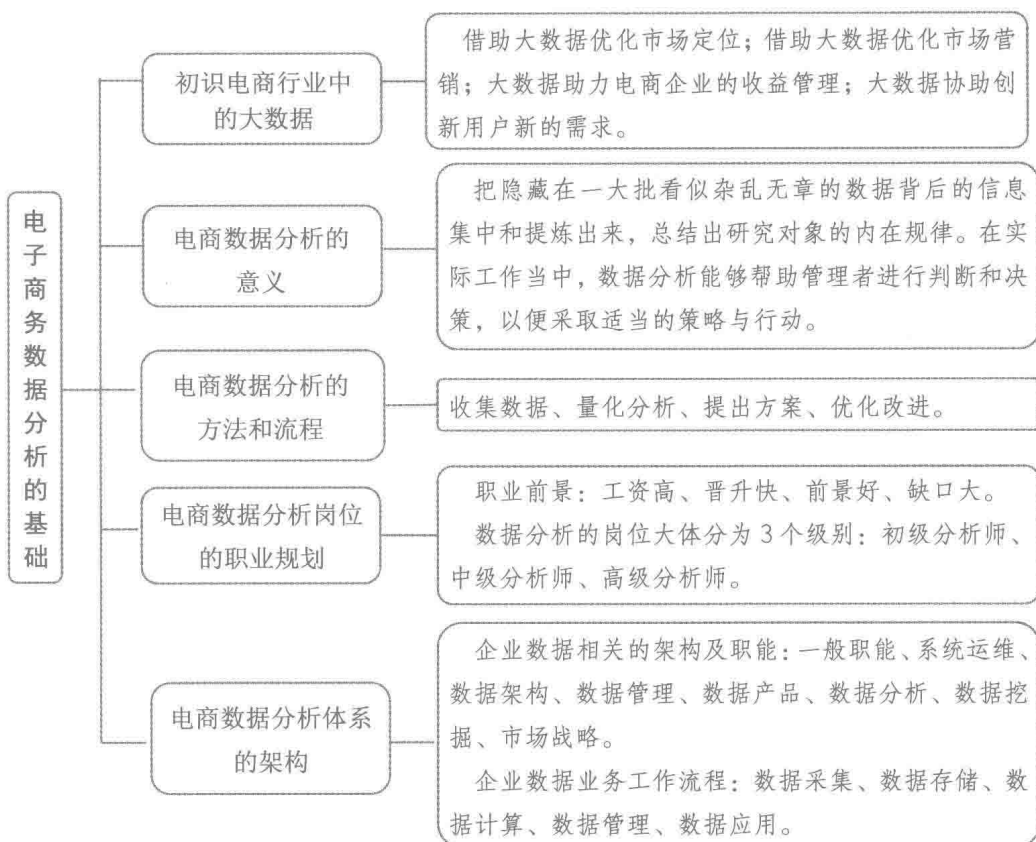 电子商务数据分析的基础
初识电商行业中
的大数据
借助大数据优化市场定位；借助大数据优化市场营
销；大数据助力电商企业的收益管理；大数据协助创
新用户新的需求。
电商数据分析的
意义
把隐藏在一大批看似杂乱无章的数据背后的信息
集中和提炼出来，总结出研究对象的内在规律。在实
际工作当中，数据分析能够帮助管理者进行判断和决
策，以便采取适当的策略与行动。
电商数据分析的
方法和流程
收集数据、量化分析、提出方案、优化改进。
电商数据分析岗位
的职业规划
职业前景：工资高、晋升快、前景好、缺口大。
数据分析的岗位大体分为3个级别：初级分析师、
中级分析师、高级分析师。
电商数据分析体系
的架构
企业数据相关的架构及职能：一般职能、系统运维、
数据架构、数据管理、数据产品、数据分析、数据挖
掘、市场战略。
企业数据业务工作流程：数据采集、数据存储、数
据计算、数据管理、数据应用。